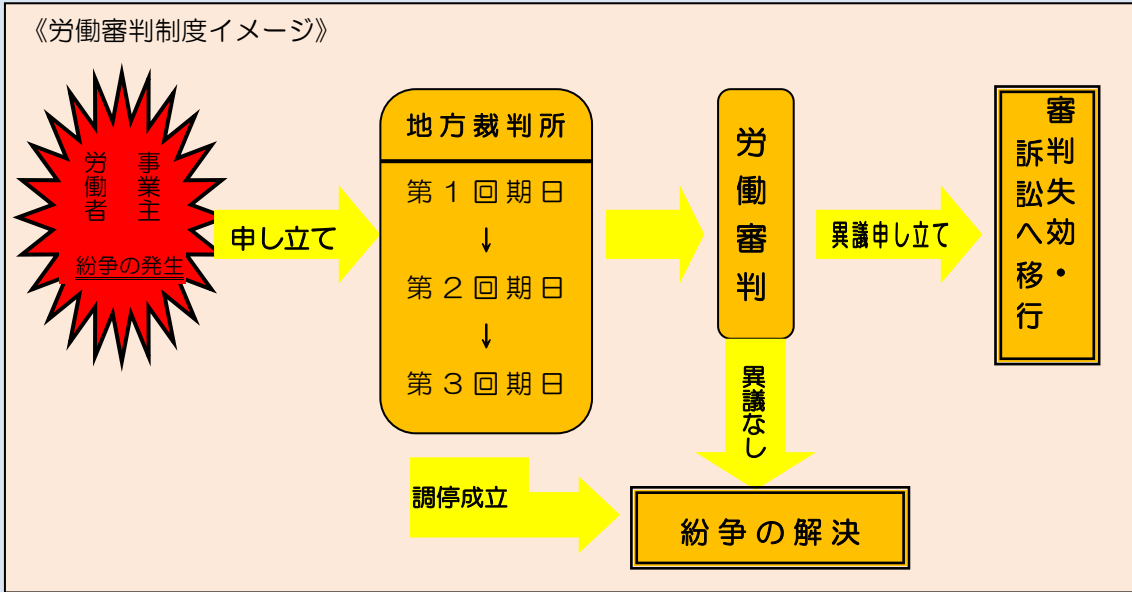 《労働審判制度イメージ》
事業主
労働者
紛争の発生
申し立て
地方裁判所
第１回期日
↓
第２回期日
↓
第３回期日
労働審判
異議申し立て
審判失効・
訴訟へ移行
異議なし
調停成立
紛争の解決